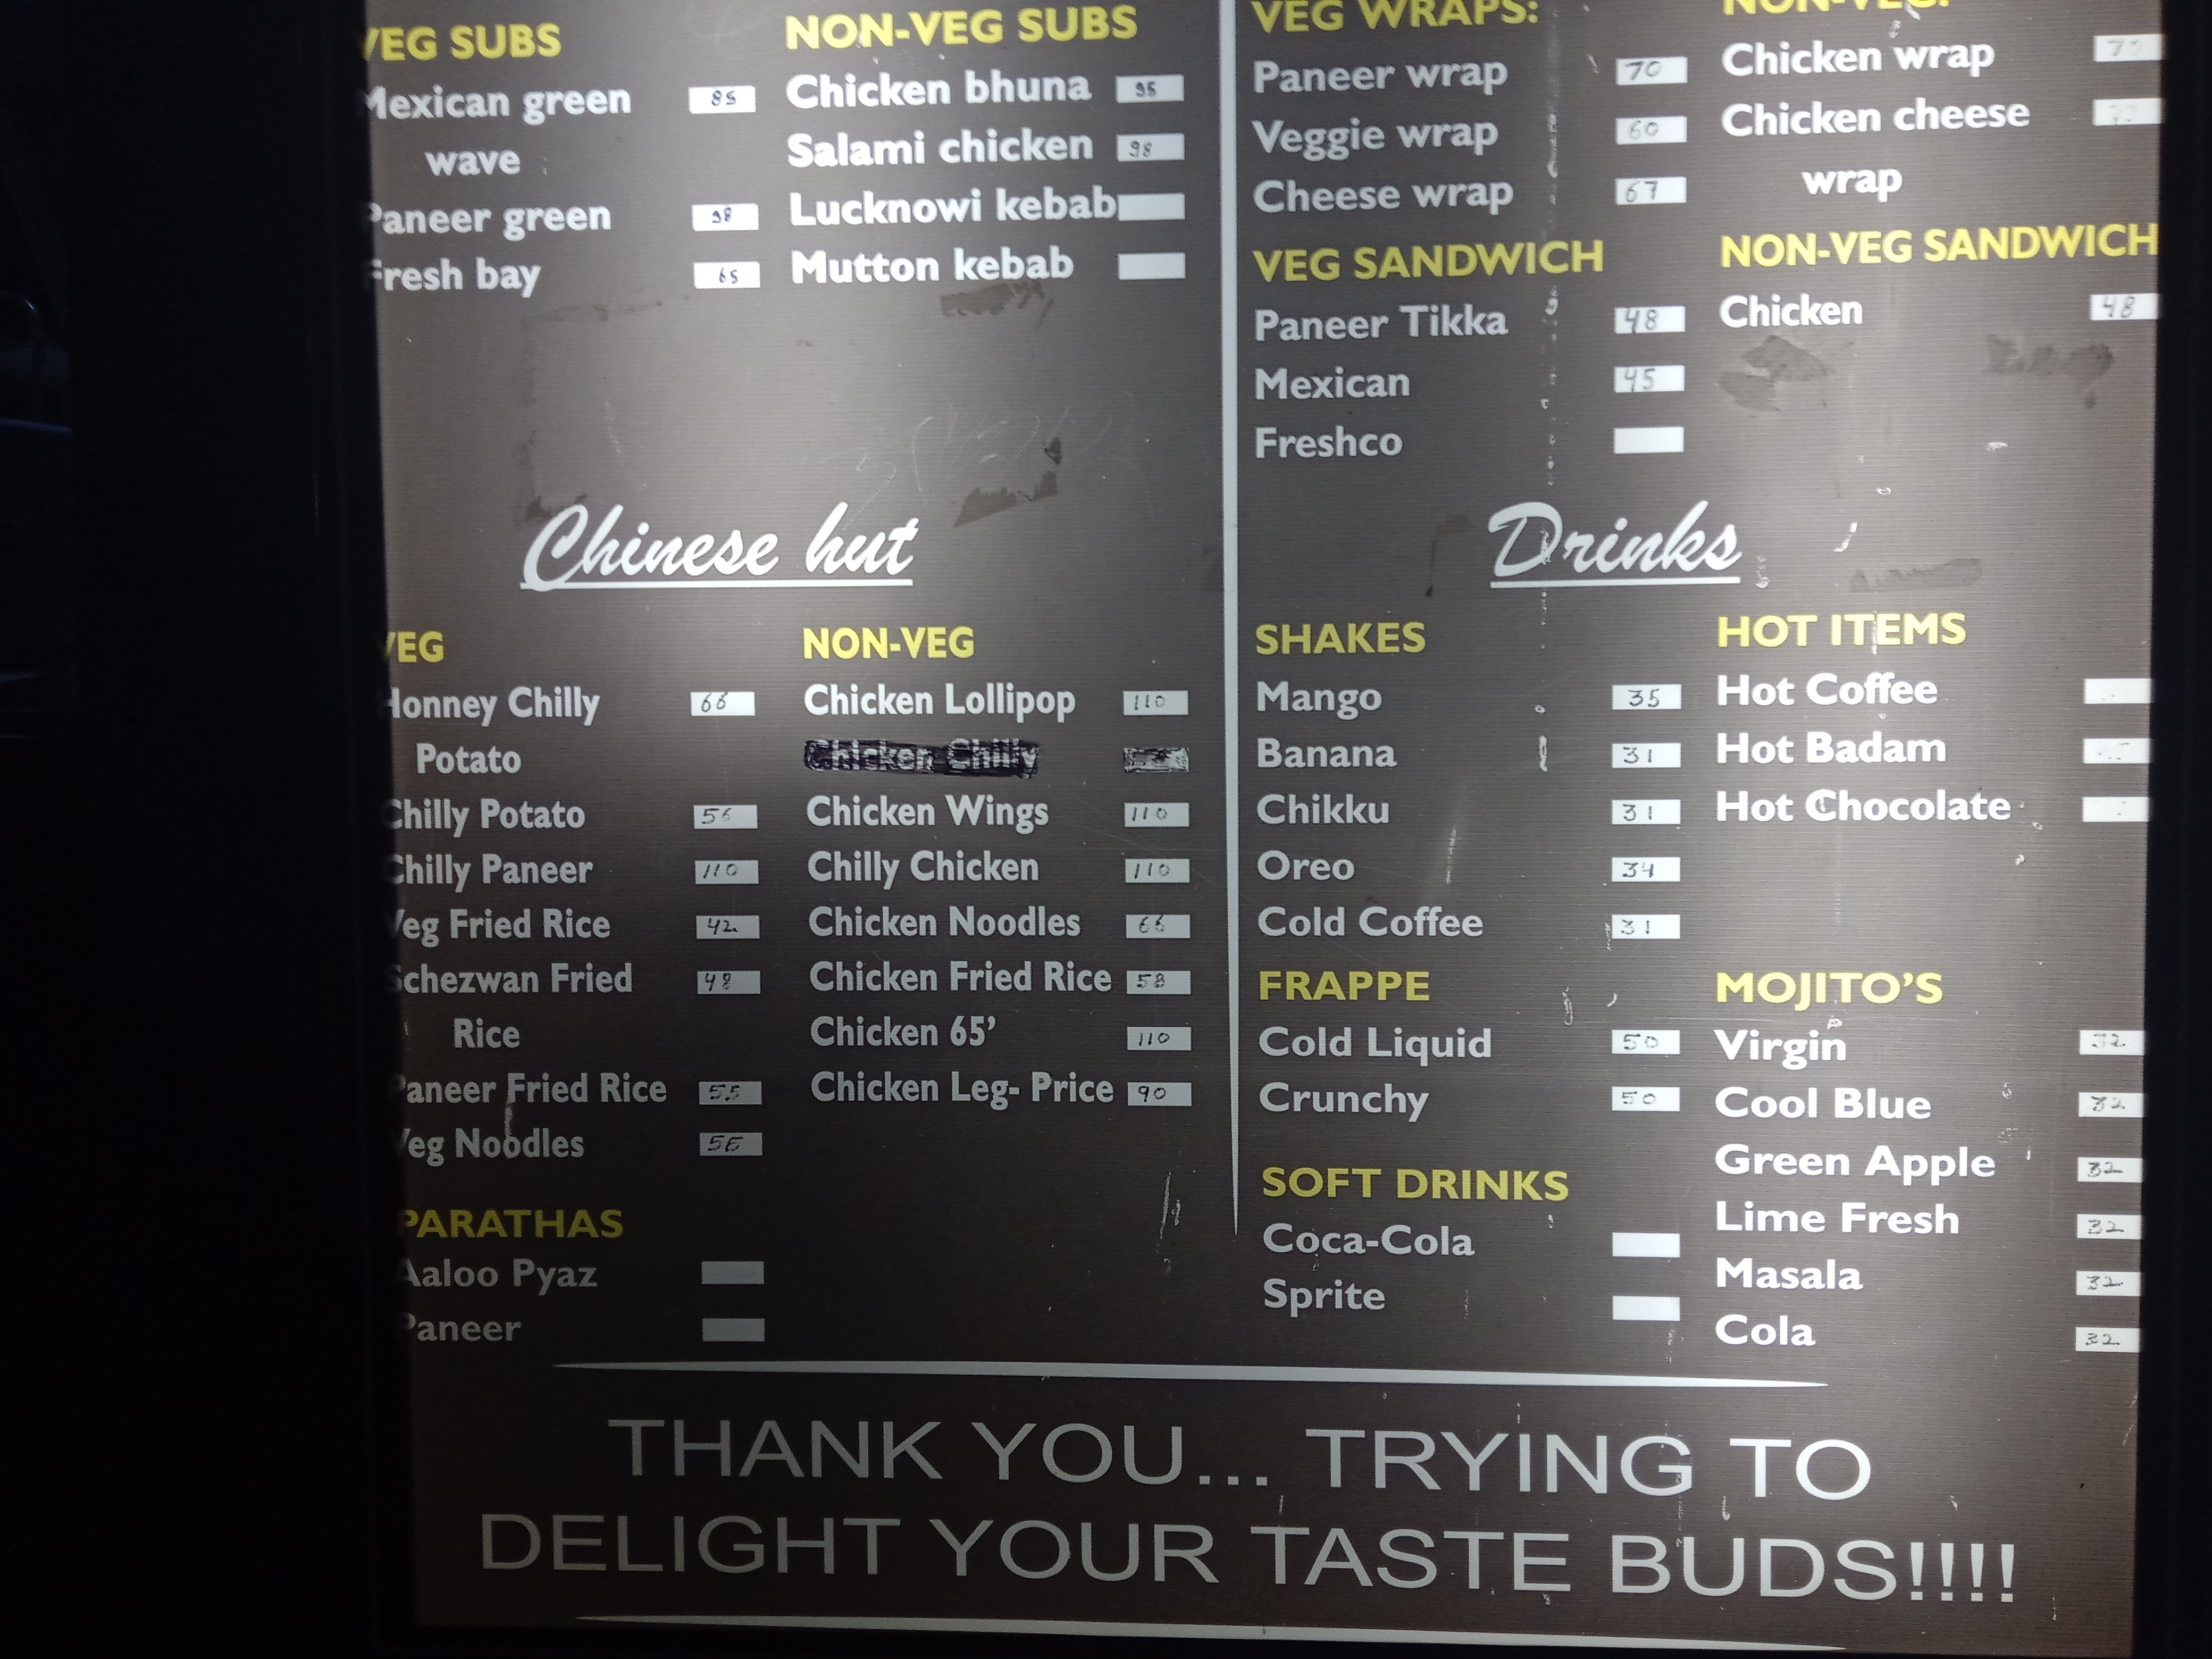 VEG SUBS
Mexican green 85
wave
Paneer green 98
Fresh bay 65
NON-VEG SUBS
Chicken bhuna 95
Salami chicken 98
Lucknowi kebab
Mutton kebab
VEG WRAPS:
Paneer wrap 70
Veggie wrap 60
Cheese wrap 67
NON-VEG:
Chicken wrap
Chicken cheese
wrap
VEG SANDWICH
Paneer Tikka 48
Mexican 45
Freshco
NON-VEG SANDWICH
Chicken 48
Chinese hut
VEG
Honney Chilly 66
Potato
Chilly Potato 56
Chilly Paneer 110
Veg Fried Rice 42
Schezwan Fried 48
Rice
Paneer Fried Rice 55
Veg Noodles
PARATHAS
Aaloo Pyaz
Paneer
NON-VEG
Chicken Lollipop 110
Chicken Chilly
Chicken Wings 110
Chilly Chicken 110
Chicken Noodles 66
Chicken Fried Rice 58
Chicken 65' 110
Chicken Leg- Price 90
Drinks
SHAKES
Mango 35
Banana 31
Chikku 31
Oreo 34
Cold Coffee 31
FRAPPE
Cold Liquid 50
Crunchy 50
SOFT DRINKS
Coca-Cola
Sprite
HOT ITEMS
Hot Coffee
Hot Badam
Hot Chocolate
MOJITO'S
Virgin 32
Cool Blue 32
Green Apple 32
Lime Fresh 32
Masala 32
Cola 32
THANK YOU... TRYING TO
DELIGHT YOUR TASTE BUDS!!!!